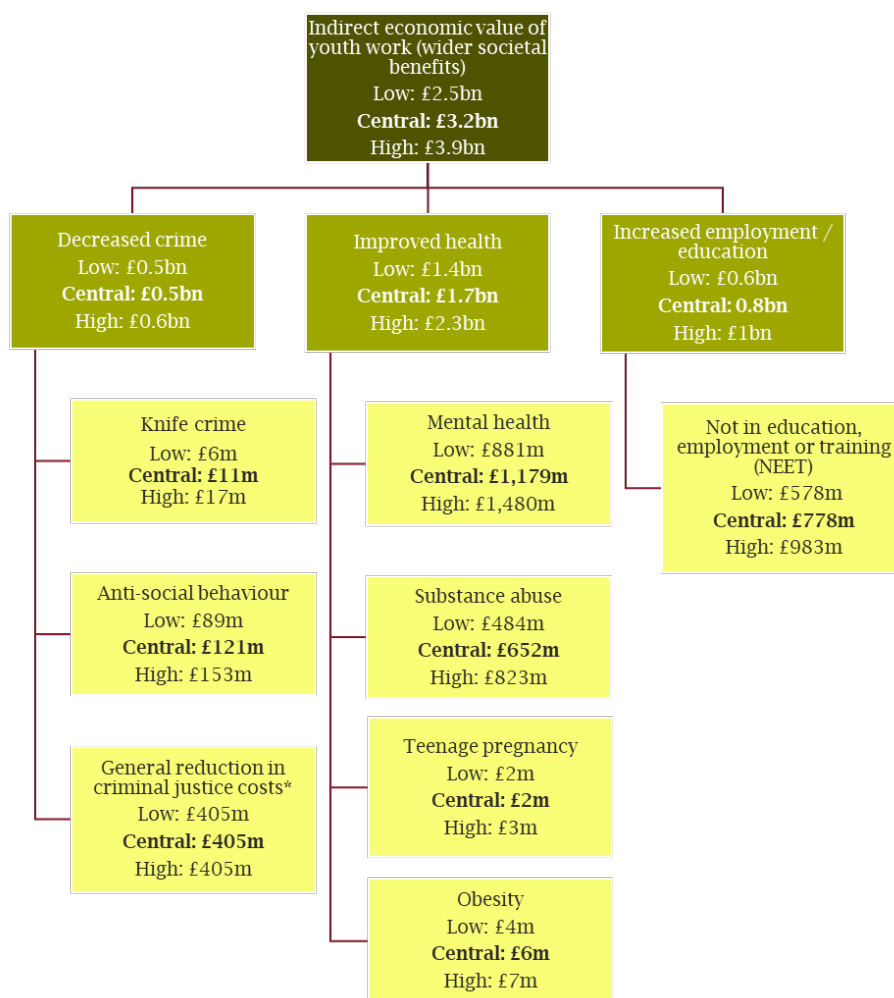 Indirect economic value of
youth work (wider societal
benefits)
Low: £2.5bn
Central: £3.2bn
High: £3.9bn
Decreased crime
Low: £0.5bn
Central: £0.5bn
High: £0.6bn
Improved health
Low: £1.4bn
Central: £1.7bn
High: £2.3bn
Increased employment /
education
Low: £0.6bn
Central: 0.8bn
High: £1bn
Knife crime
Low: £6m
Central: £11m
High: £17m
Anti-social behaviour
Low: £89m
Central: £121m
High: £153m
General reduction in
criminal justice costs*
Low: £405m
Central: £405m
High: £405m
Mental health
Low: £881m
Central: £1,179m
High: £1,480m
Substance abuse
Low: £484m
Central: £652m
High: £823m
Teenage pregnancy
Low: £2m
Central: £2m
High: £3m
Obesity
Low: £4m
Central: £6m
High: £7m
Not in education,
employment or training
(NEET)
Low: £578m
Central: £778m
High: £983m